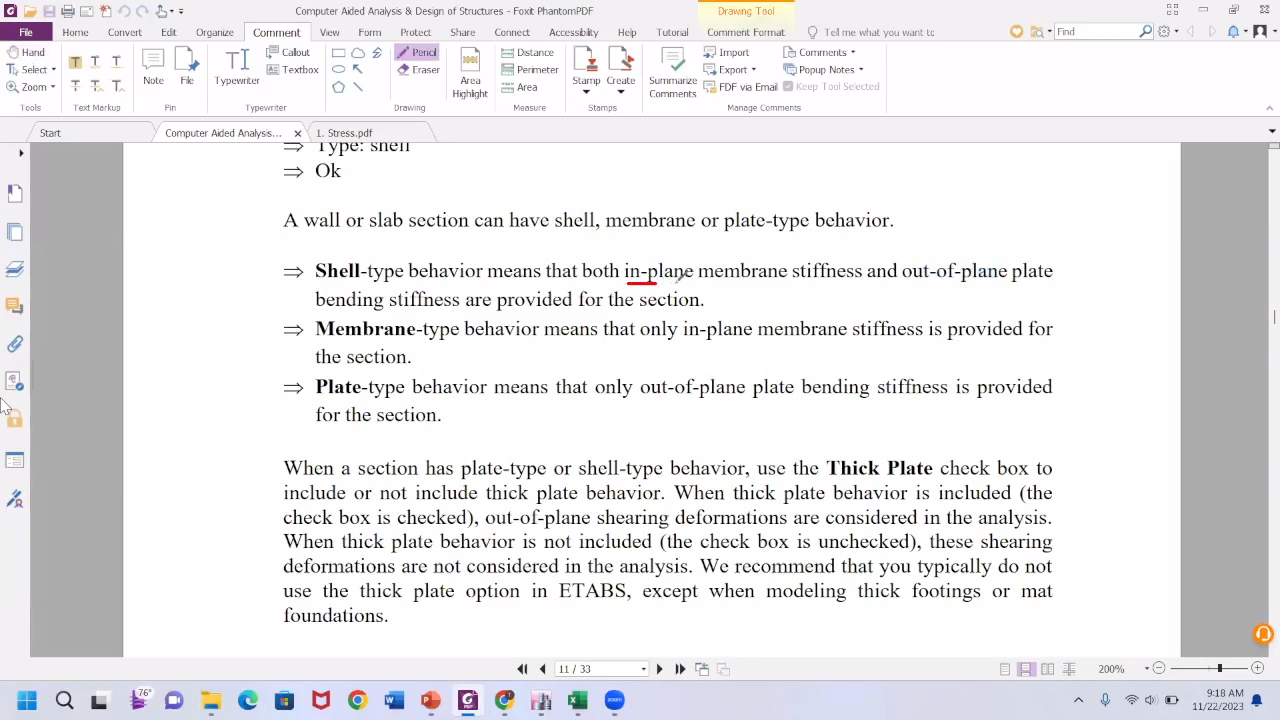 Computer Aided Analysis & Design of Structures - Foxit PhantomPDF
Drawing Tool
File Home Convert Edit Organize Comment View Form Protect Share Connect Accessibility Help Tutorial Comment Format Tell me what you want to do Find
Hand
Select
Zoom
Tools
Text Markup
Note
File
Pin
Typewriter
Callout
Textbox
Typewriter
Pencil
Eraser
Drawing
Area
Highlight
Distance
Perimeter
Area
Measure
Stamp
Create
Stamps
Summarize
Comments
Import
Export
FDF via Email
Comments
Popup Notes
Keep Tool Selected
Manage Comments
Start
Computer Aided Analysis...
1. Stress.pdf
⇒ Type: shell
⇒ Ok
A wall or slab section can have shell, membrane or plate-type behavior.
⇒ Shell-type behavior means that both in-plane membrane stiffness and out-of-plane plate
bending stiffness are provided for the section.
⇒ Membrane-type behavior means that only in-plane membrane stiffness is provided for
the section.
⇒ Plate-type behavior means that only out-of-plane plate bending stiffness is provided
for the section.
When a section has plate-type or shell-type behavior, use the Thick Plate check box to
include or not include thick plate behavior. When thick plate behavior is included (the
check box is checked), out-of-plane shearing deformations are considered in the analysis.
When thick plate behavior is not included (the check box is unchecked), these shearing
deformations are not considered in the analysis. We recommend that you typically do not
use the thick plate option in ETABS, except when modeling thick footings or mat
foundations.
11 / 33
200%
76°
zoom
9:18 AM
11/22/2023